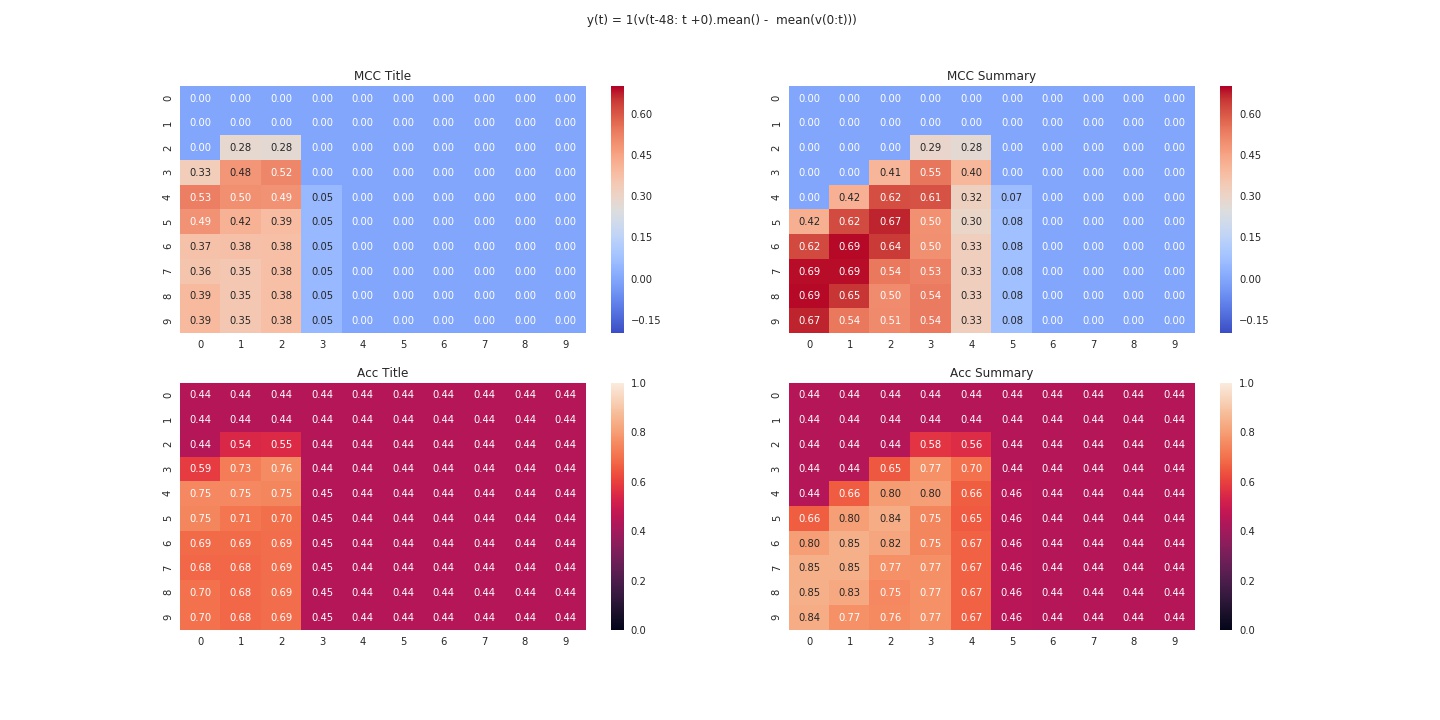 y(t) = 1(v(t-48: t +0).mean() -  mean(v(0:t)))
MCC Title
0 0.00 0.00 0.00 0.00 0.00 0.00 0.00 0.00 0.00 0.00
1 0.00 0.00 0.00 0.00 0.00 0.00 0.00 0.00 0.00 0.00
2 0.00 0.28 0.28 0.00 0.00 0.00 0.00 0.00 0.00 0.00
3 0.33 0.48 0.52 0.00 0.00 0.00 0.00 0.00 0.00 0.00
4 0.53 0.50 0.49 0.05 0.00 0.00 0.00 0.00 0.00 0.00
5 0.49 0.42 0.39 0.05 0.00 0.00 0.00 0.00 0.00 0.00
6 0.37 0.38 0.38 0.05 0.00 0.00 0.00 0.00 0.00 0.00
7 0.36 0.35 0.38 0.05 0.00 0.00 0.00 0.00 0.00 0.00
8 0.39 0.35 0.38 0.05 0.00 0.00 0.00 0.00 0.00 0.00
9 0.39 0.35 0.38 0.05 0.00 0.00 0.00 0.00 0.00 0.00
0 1 2 3 4 5 6 7 8 9
0.60
0.45
0.30
0.15
0.00
−0.15
MCC Summary
0 0.00 0.00 0.00 0.00 0.00 0.00 0.00 0.00 0.00 0.00
1 0.00 0.00 0.00 0.00 0.00 0.00 0.00 0.00 0.00 0.00
2 0.00 0.00 0.00 0.29 0.28 0.00 0.00 0.00 0.00 0.00
3 0.00 0.00 0.41 0.55 0.40 0.00 0.00 0.00 0.00 0.00
4 0.00 0.42 0.62 0.61 0.32 0.07 0.00 0.00 0.00 0.00
5 0.42 0.62 0.67 0.50 0.30 0.08 0.00 0.00 0.00 0.00
6 0.62 0.69 0.64 0.50 0.33 0.08 0.00 0.00 0.00 0.00
7 0.69 0.69 0.54 0.53 0.33 0.08 0.00 0.00 0.00 0.00
8 0.69 0.65 0.50 0.54 0.33 0.08 0.00 0.00 0.00 0.00
9 0.67 0.54 0.51 0.54 0.33 0.08 0.00 0.00 0.00 0.00
0 1 2 3 4 5 6 7 8 9
0.60
0.45
0.30
0.15
0.00
−0.15
Acc Title
0 0.44 0.44 0.44 0.44 0.44 0.44 0.44 0.44 0.44 0.44
1 0.44 0.44 0.44 0.44 0.44 0.44 0.44 0.44 0.44 0.44
2 0.44 0.54 0.55 0.44 0.44 0.44 0.44 0.44 0.44 0.44
3 0.59 0.73 0.76 0.44 0.44 0.44 0.44 0.44 0.44 0.44
4 0.75 0.75 0.75 0.45 0.44 0.44 0.44 0.44 0.44 0.44
5 0.75 0.71 0.70 0.45 0.44 0.44 0.44 0.44 0.44 0.44
6 0.69 0.69 0.69 0.45 0.44 0.44 0.44 0.44 0.44 0.44
7 0.68 0.68 0.69 0.45 0.44 0.44 0.44 0.44 0.44 0.44
8 0.70 0.68 0.69 0.45 0.44 0.44 0.44 0.44 0.44 0.44
9 0.70 0.68 0.69 0.45 0.44 0.44 0.44 0.44 0.44 0.44
0 1 2 3 4 5 6 7 8 9
1.0
0.8
0.6
0.4
0.2
0.0
Acc Summary
0 0.44 0.44 0.44 0.44 0.44 0.44 0.44 0.44 0.44 0.44
1 0.44 0.44 0.44 0.44 0.44 0.44 0.44 0.44 0.44 0.44
2 0.44 0.44 0.44 0.58 0.56 0.44 0.44 0.44 0.44 0.44
3 0.44 0.44 0.65 0.77 0.70 0.44 0.44 0.44 0.44 0.44
4 0.44 0.66 0.80 0.80 0.66 0.46 0.44 0.44 0.44 0.44
5 0.66 0.80 0.84 0.75 0.65 0.46 0.44 0.44 0.44 0.44
6 0.80 0.85 0.82 0.75 0.67 0.46 0.44 0.44 0.44 0.44
7 0.85 0.85 0.77 0.77 0.67 0.46 0.44 0.44 0.44 0.44
8 0.85 0.83 0.75 0.77 0.67 0.46 0.44 0.44 0.44 0.44
9 0.84 0.77 0.76 0.77 0.67 0.46 0.44 0.44 0.44 0.44
0 1 2 3 4 5 6 7 8 9
1.0
0.8
0.6
0.4
0.2
0.0